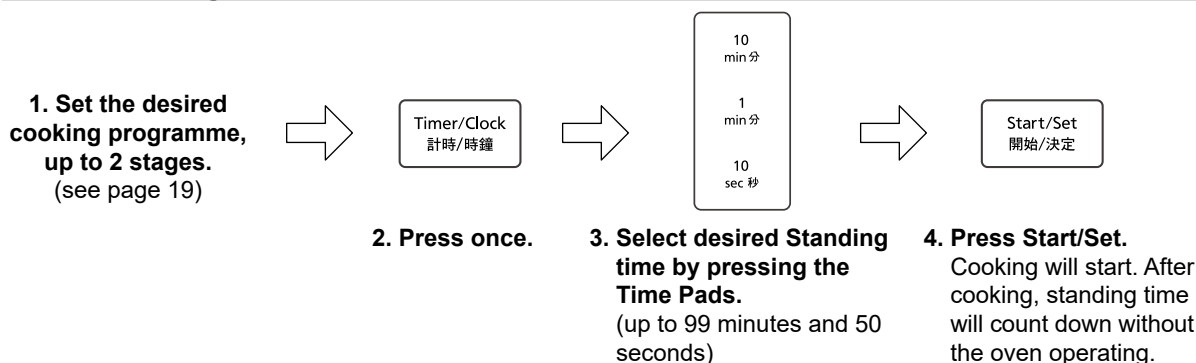 1. Set the desired
cooking programme,
up to 2 stages.
(see page 19)
Timer/Clock
計時/時鐘
2. Press once.
10
min 分
1
min 分
10
sec 秒
3. Select desired Standing
time by pressing the
Time Pads.
(up to 99 minutes and 50
seconds)
Start/Set
開始/決定
4. Press Start/Set.
Cooking will start. After
cooking, standing time
will count down without
the oven operating.